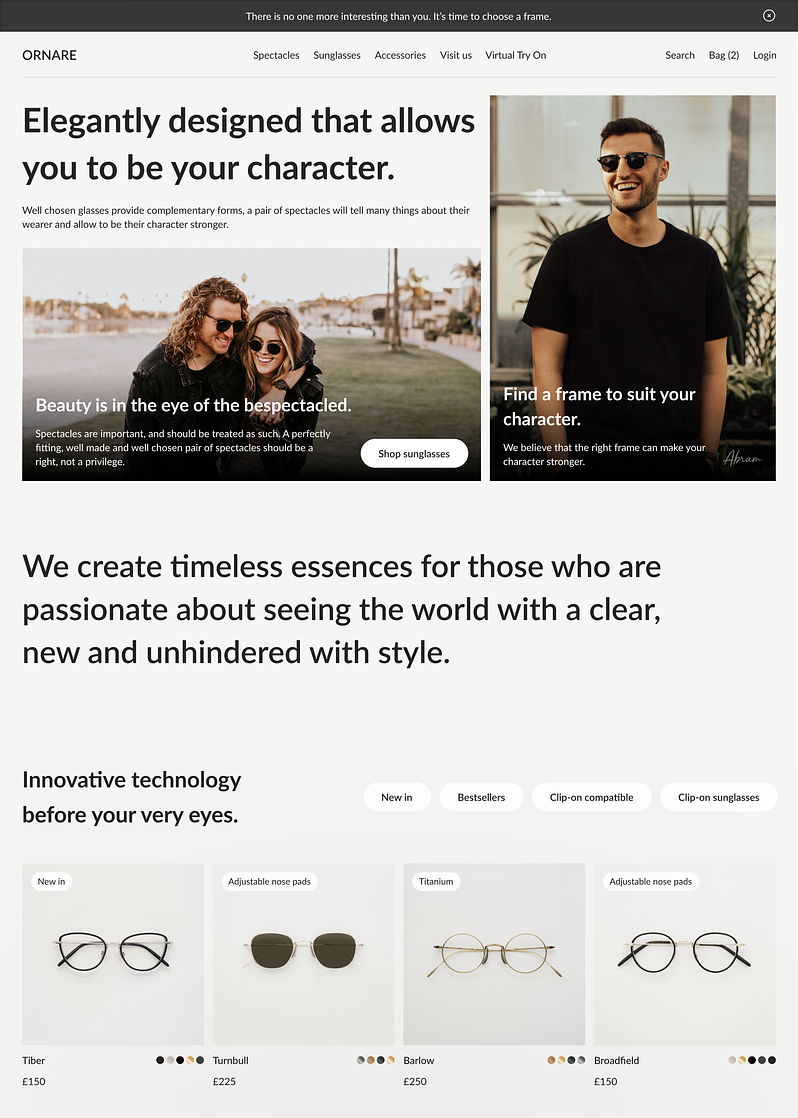 There is no one more interesting than you. It's time to choose a frame.
ORNARE
Spectacles
Sunglasses
Accessories
Visit us
Virtual Try On
Search
Bag (2)
Login
Elegantly designed that allows
you to be your character.
Well chosen glasses provide complementary forms, a pair of spectacles will tell many things about their
wearer and allow to be their character stronger.
Beauty is in the eye of the bespectacled.
Spectacles are important, and should be treated as such. A perfectly
fitting, well made and well chosen pair of spectacles should be a
right, not a privilege.
Shop sunglasses
Find a frame to suit your
character.
We believe that the right frame can make your
character stronger.
Abram
We create timeless essences for those who are
passionate about seeing the world with a clear,
new and unhindered with style.
Innovative technology
before your very eyes.
New in
Bestsellers
Clip-on compatible
Clip-on sunglasses
New in
Adjustable nose pads
Titanium
Adjustable nose pads
Tiber
£150
Turnbull
£225
Barlow
£250
Broadfield
£150